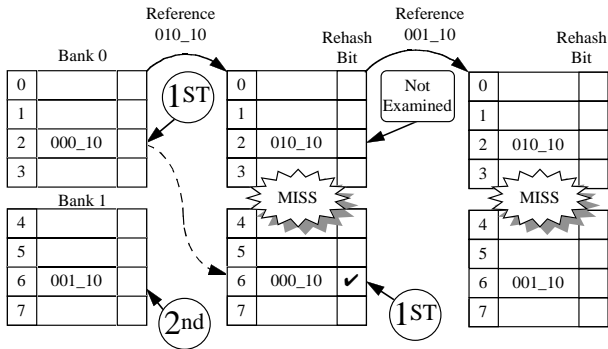 Reference
010_10
Reference
001_10
Bank 0
Rehash
Bit
Rehash
Bit
0
1
2 000_10
3
1ST
0
1
2 010_10
3
Not
Examined
0
1
2 010_10
3
MISS
MISS
Bank 1
4
5
6 001_10
7
2nd
4
5
6 000_10 ✔
7
1ST
4
5
6 001_10
7